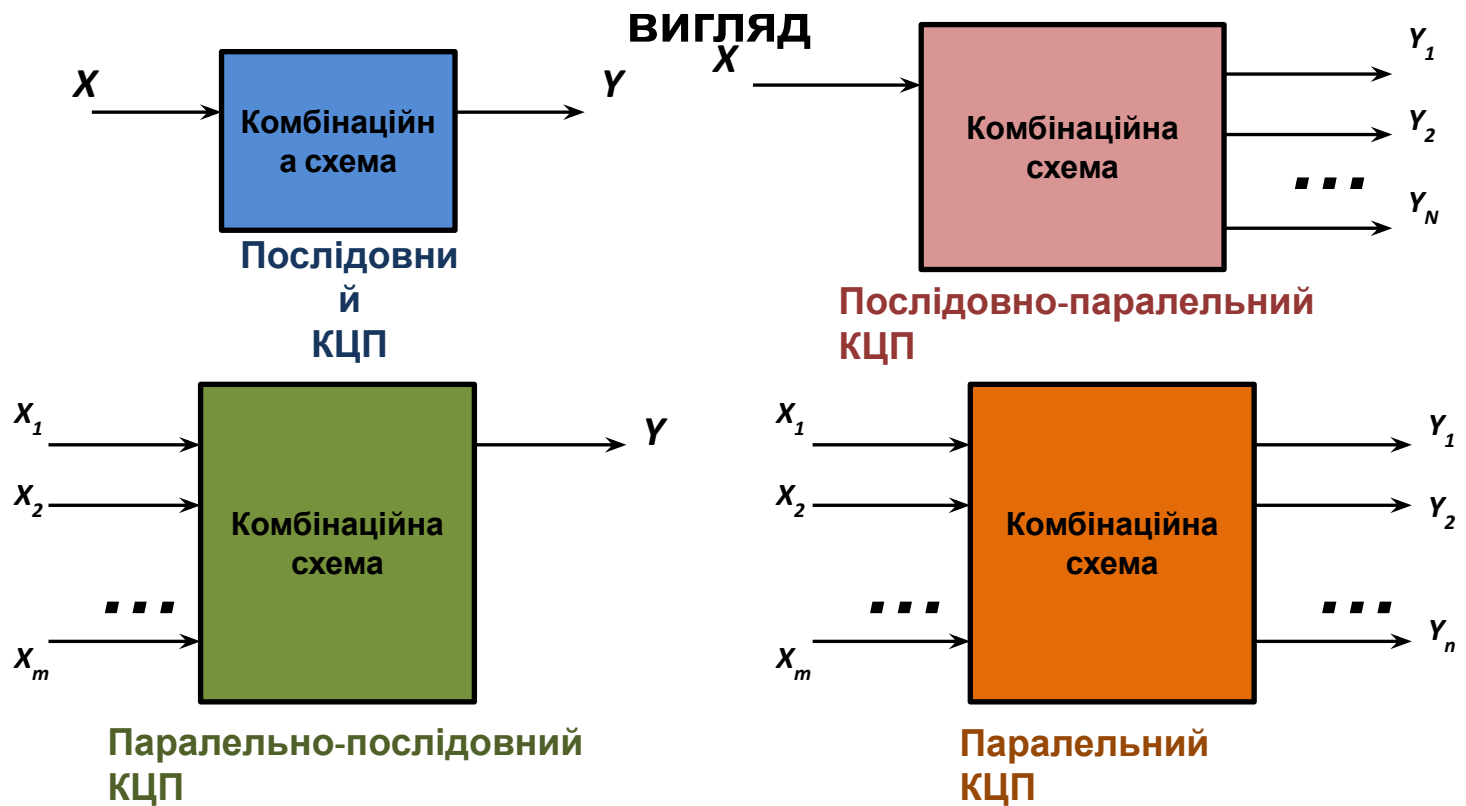 вигляд
X
Комбінаційн
а схема
Y
Послідовни
й
КЦП
X
Комбінаційна
схема
Y1
Y2
...
YN
Послідовно-паралельний
КЦП
X1
X2
...
Xm
Комбінаційна
схема
Y
Паралельно-послідовний
КЦП
X1
X2
...
Xm
Комбінаційна
схема
Y1
Y2
...
Yn
Паралельний
КЦП